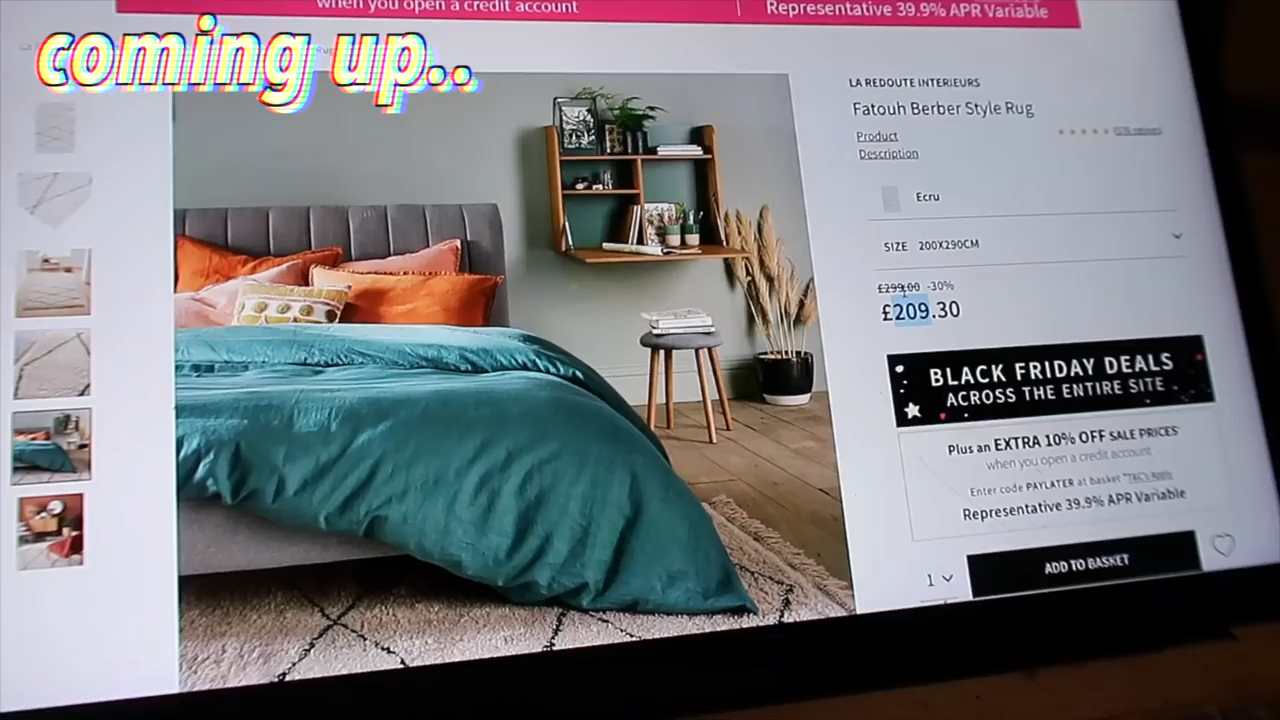 when you open a credit account
Representative 39.9% APR Variable
coming up..
LA REDOUTE INTERIEURS
Fatouh Berber Style Rug
Product
Description
Ecru
SIZE 200X290CM
£299.00 -30%
£209.30
BLACK FRIDAY DEALS
ACROSS THE ENTIRE SITE
Plus an EXTRA 10% OFF SALE PRICES*
when you open a credit account
Enter code PAYLATER at basket *T&C's Apply
Representative 39.9% APR Variable
1
ADD TO BASKET